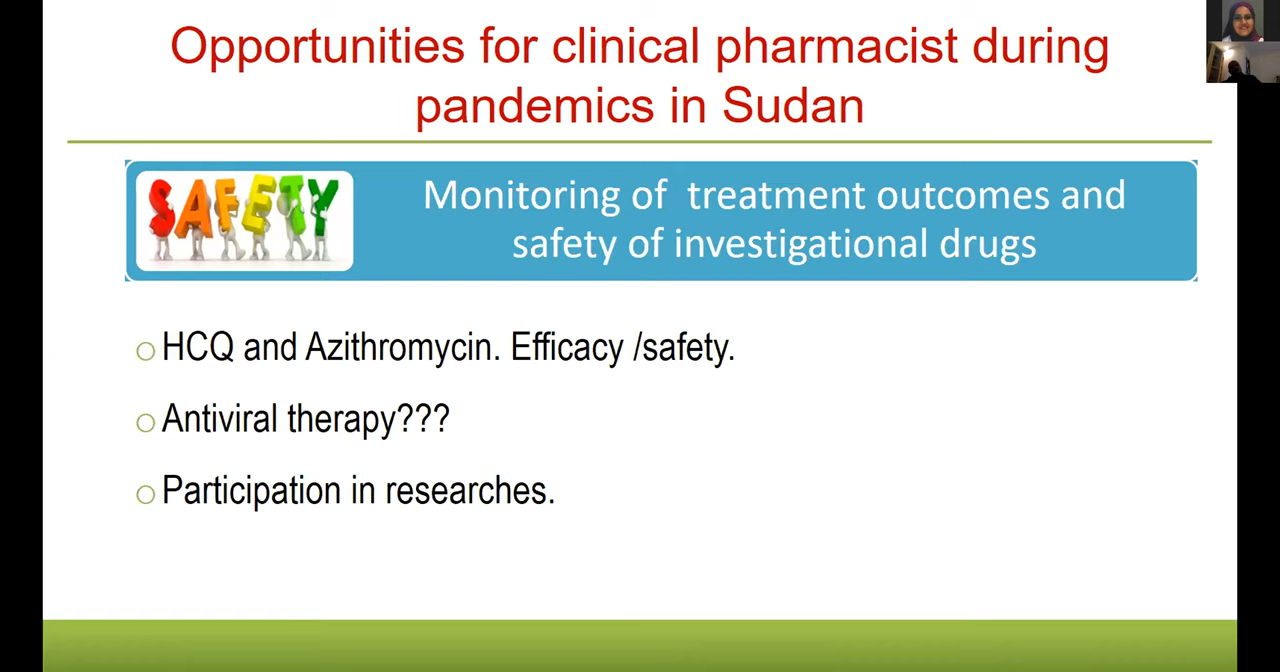 Opportunities for clinical pharmacist during
pandemics in Sudan
SAFETY
Monitoring of  treatment outcomes and
safety of investigational drugs
HCQ and Azithromycin. Efficacy /safety.
Antiviral therapy???
Participation in researches.